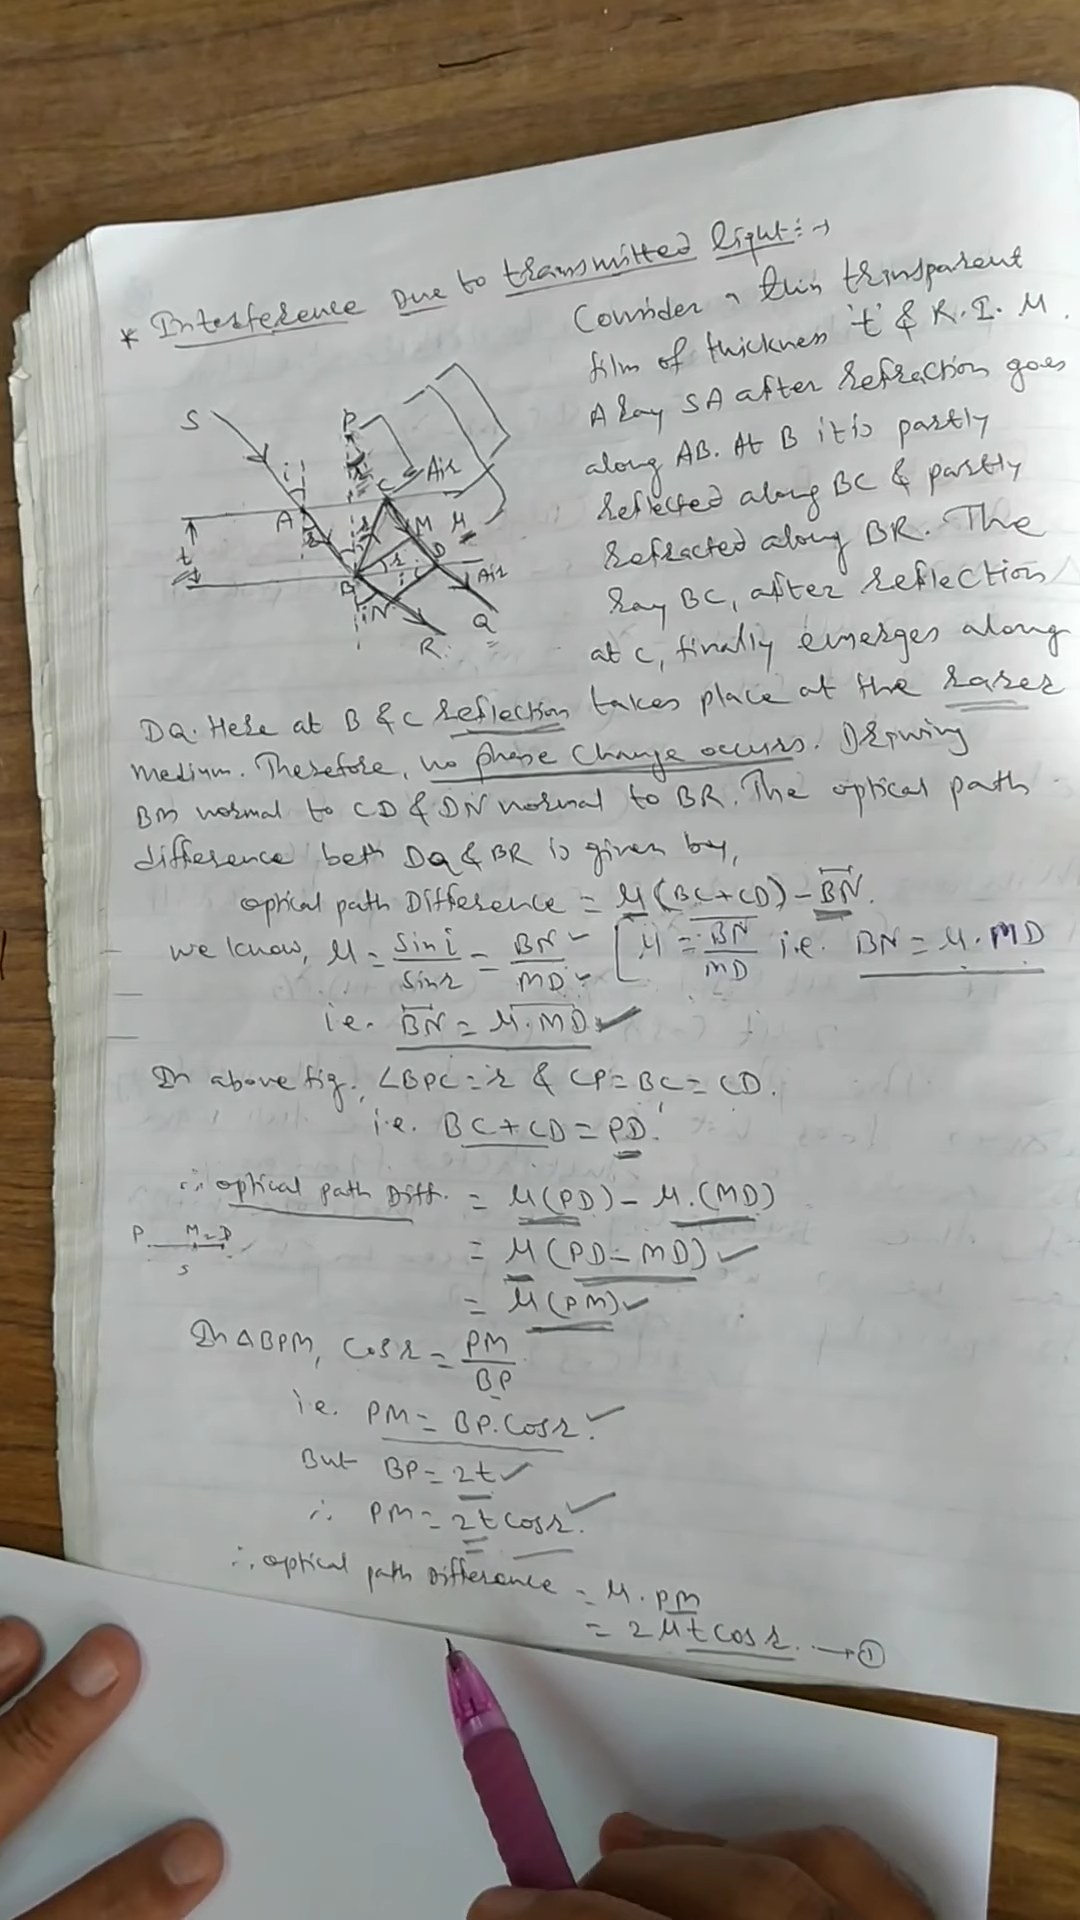 * Interference Due to transmitted light :→
Consider a thin transparent
film of thickness 't' & R.I. μ.
A ray SA after refraction goes
along AB. At B it is partly
reflected along BC & partly
refracted along BR. The
ray BC, after reflection
at C, finally emerges along
S
P
i
r
C
Air
A
r
r
M
μ
t
B
r
D
i
Air
i
N
Q
R
DQ. Here at B & C reflection takes place at the rarer
medium. Therefore, no phase change occurs. Drawing
BM normal to CD & DN normal to BR. The optical path
difference betn DQ & BR is given by,
optical path Difference = μ(BC+CD) - BN.
we know, μ = Sin i / Sin r = BN / MD [ μ = BN / MD i.e. BN = μ. MD
i.e. BN = μ. MD ✓
In above fig. ∠BPC = r & CP = BC = CD.
i.e. BC + CD = PD.
∴ optical path Diff. = μ(PD) - μ.(MD)
P M D
S
= μ(PD - MD) ✓
= μ(PM) ✓
In Δ BPM, Cos r = PM / BP
i.e. PM = BP. Cos r. ✓
But BP = 2t ✓
∴ PM = 2t cos r. ✓
∴ optical path Difference = μ. PM
= 2μt cos r. → ①